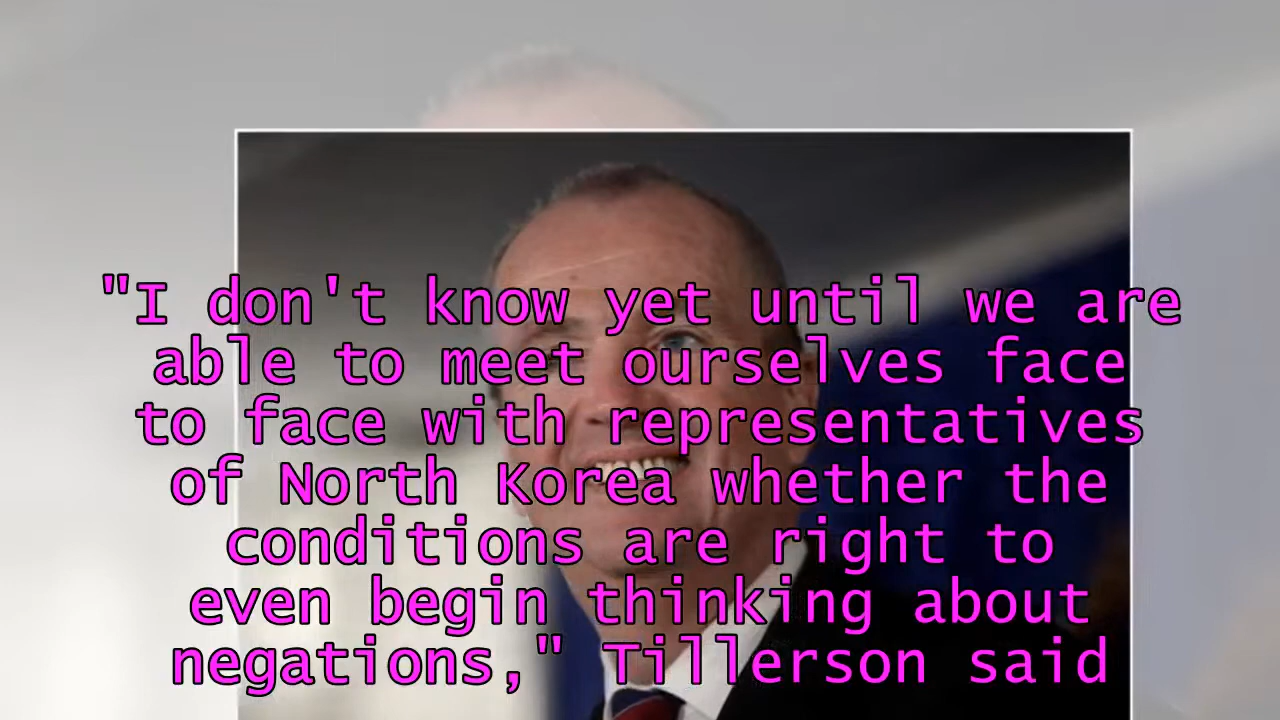 "I don't know yet until we are
able to meet ourselves face
to face with representatives
of North Korea whether the
conditions are right to
even begin thinking about
negations," Tillerson said